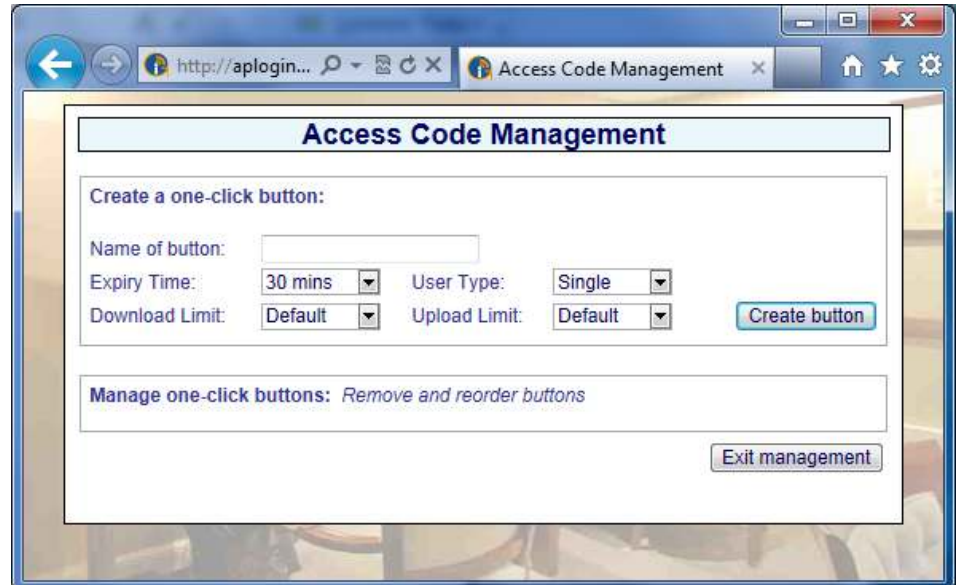 http://aplogin...
Access Code Management
Access Code Management
Create a one-click button:
Name of button:
Expiry Time: 30 mins User Type: Single
Download Limit: Default Upload Limit: Default Create button
Manage one-click buttons: Remove and reorder buttons
Exit management